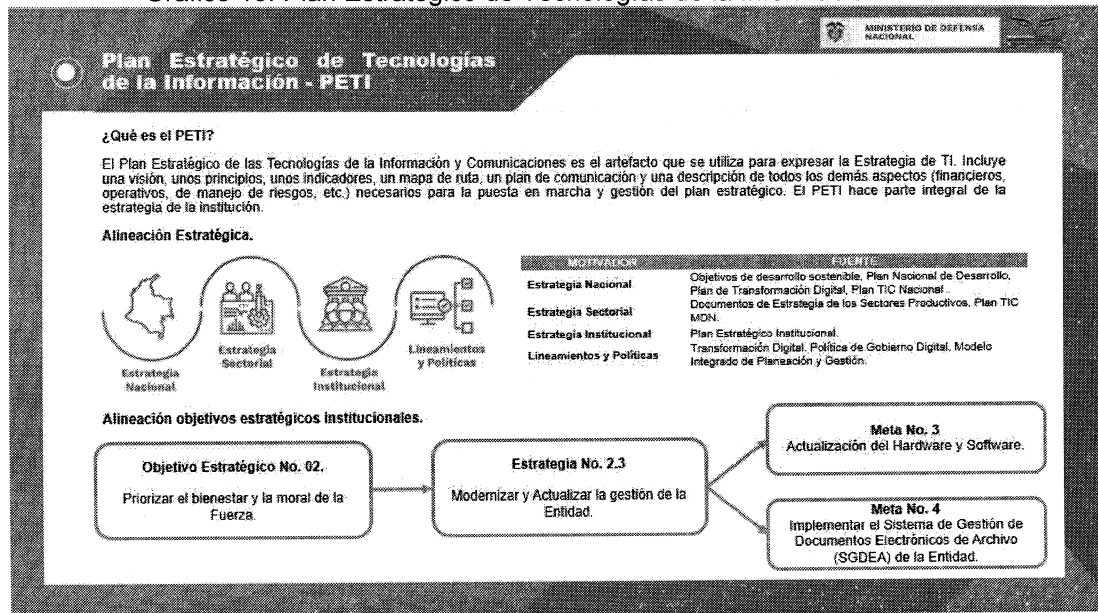 Gráfico 10. Plan Estratégico de Tecnologías de la Información
MINISTERIO DE DEFENSA
NACIONAL
Plan Estratégico de Tecnologías
de la Información - PETI
¿Qué es el PETI?
El Plan Estratégico de las Tecnologías de la Información y Comunicaciones es el artefacto que se utiliza para expresar la Estrategia de TI. Incluye
una visión, unos principios, unos indicadores, un mapa de ruta, un plan de comunicación y una descripción de todos los demás aspectos (financieros,
operativos, de manejo de riesgos, etc.) necesarios para la puesta en marcha y gestión del plan estratégico. El PETI hace parte integral de la
estrategia de la institución.
Alineación Estratégica.
Estrategia
Nacional
Estrategia
Sectorial
Estrategia
Institucional
Lineamientos
y Políticas
MOTIVADOR FUENTE
Estrategia Nacional Objetivos de desarrollo sostenible, Plan Nacional de Desarrollo,
Plan de Transformación Digital, Plan TIC Nacional .
Estrategia Sectorial Documentos de Estrategia de los Sectores Productivos, Plan TIC
MDN.
Estrategia Institucional Plan Estratégico Institucional.
Lineamientos y Políticas Transformación Digital, Política de Gobierno Digital, Modelo
Integrado de Planeación y Gestión.
Alineación objetivos estratégicos institucionales.
Objetivo Estratégico No. 02.
Priorizar el bienestar y la moral de la
Fuerza.
Estrategia No. 2.3
Modernizar y Actualizar la gestión de la
Entidad.
Meta No. 3
Actualización del Hardware y Software.
Meta No. 4
Implementar el Sistema de Gestión de
Documentos Electrónicos de Archivo
(SGDEA) de la Entidad.